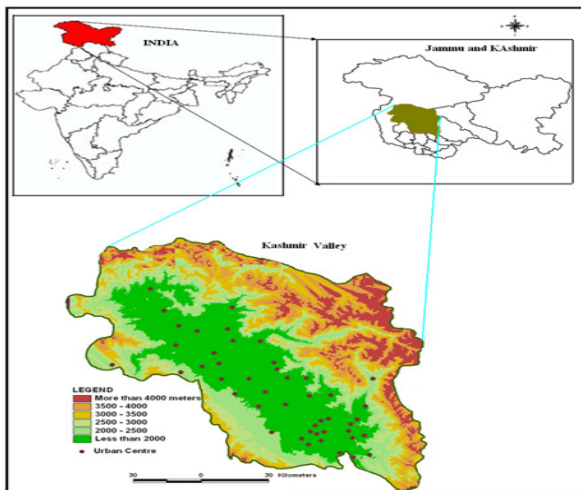 INDIA
Jammu and KAshmir
Kashmir Valley
LEGEND
More than 4000 meters
3500 - 4000
3000 - 3500
2500 - 3000
2000 - 2500
Less than 2000
Urban Centre
30 0 30 Kilometers